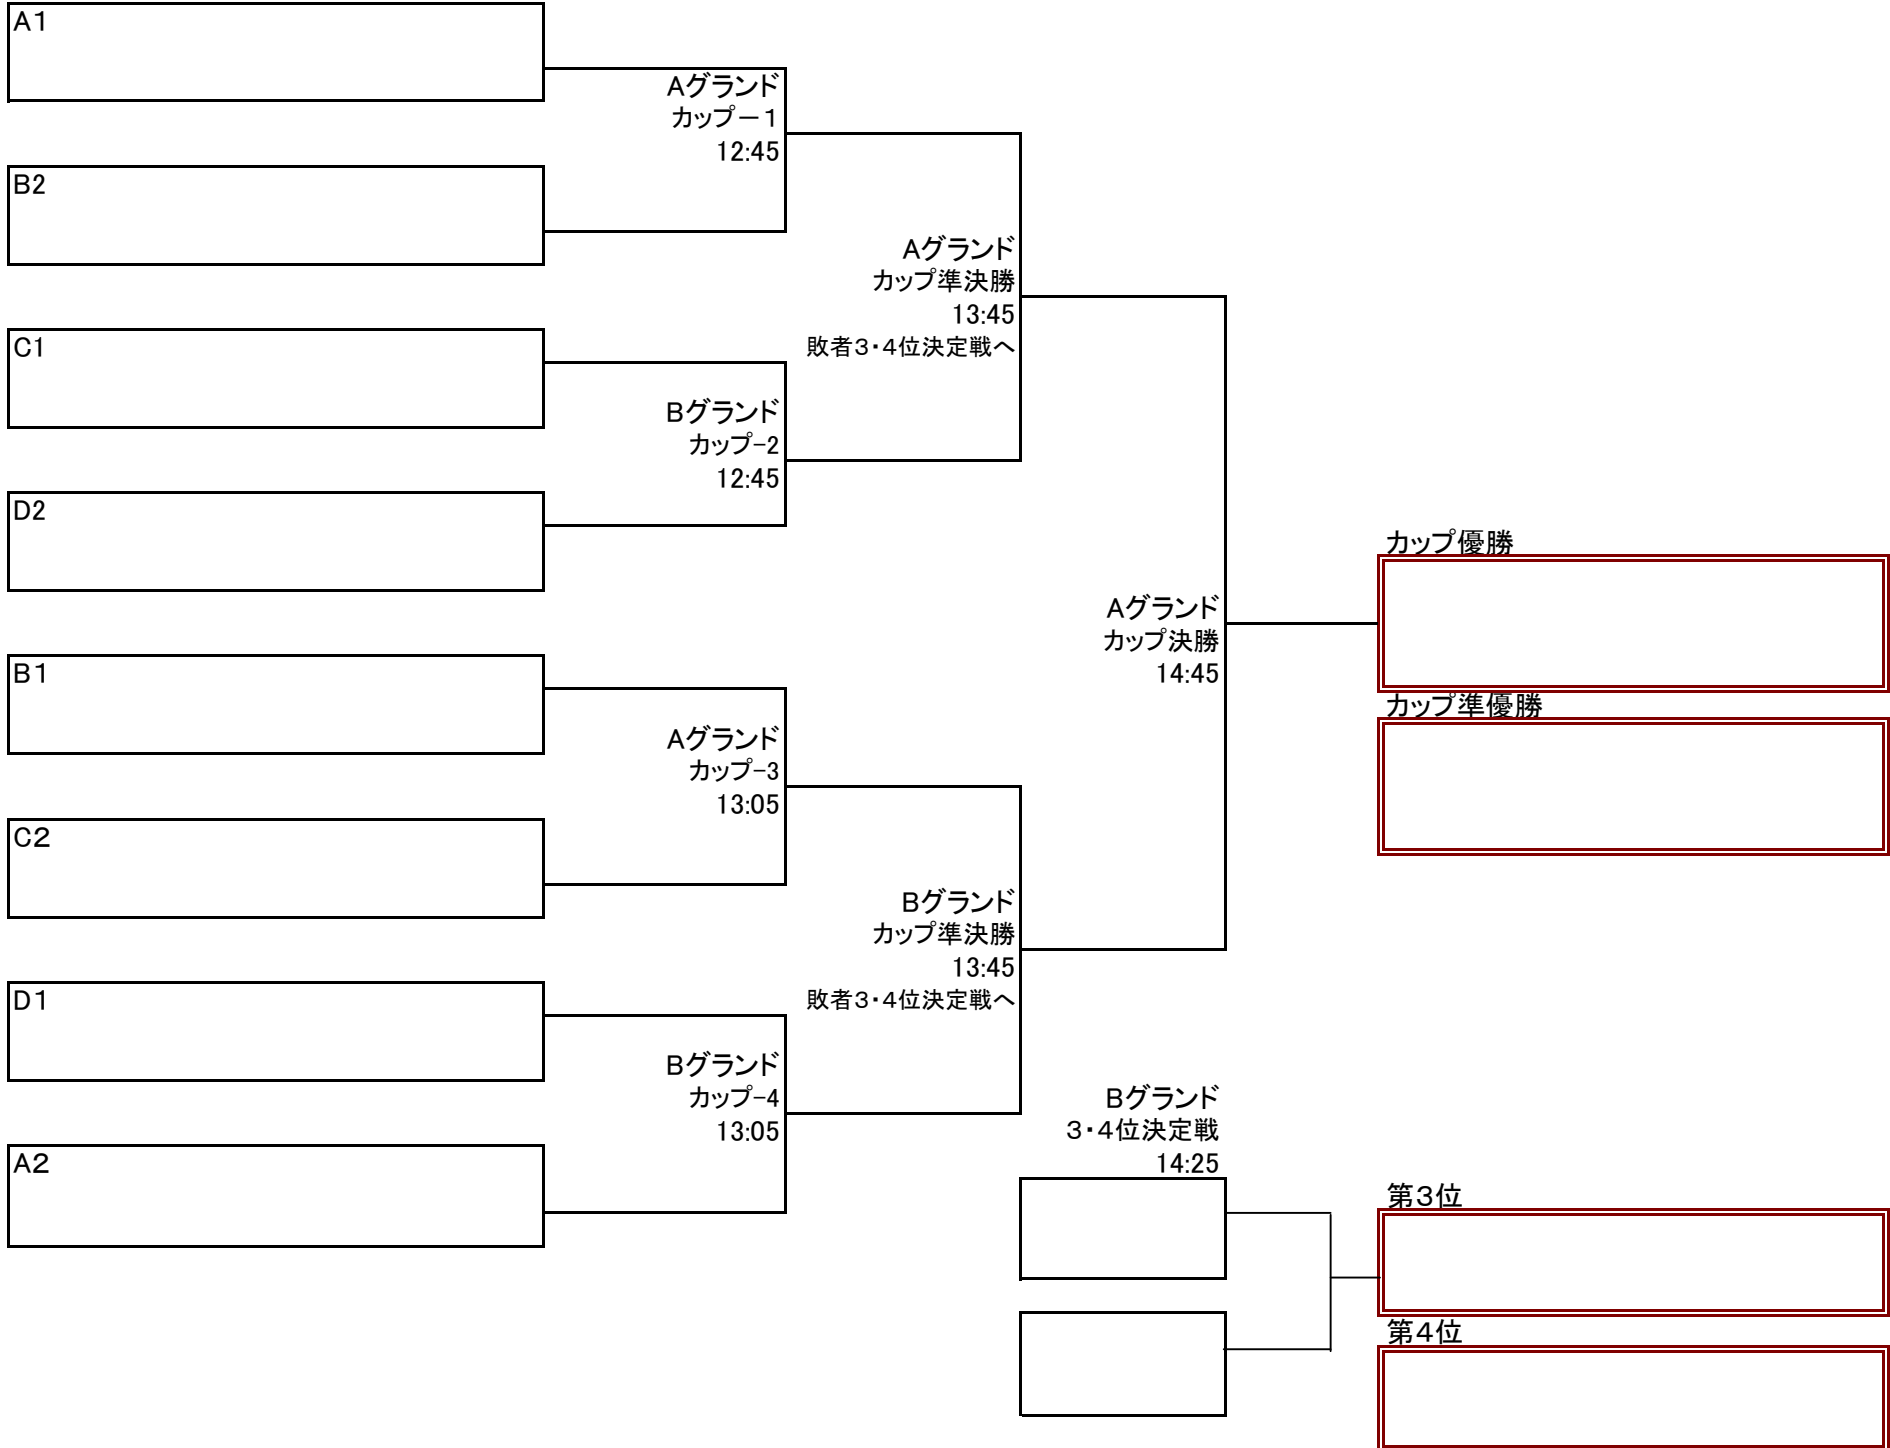 A1
Aグランド
カップー1
12:45
B2
Aグランド
カップ準決勝
13:45
敗者3・4位決定戦へ
C1
Bグランド
カップ-2
12:45
D2
カップ優勝
Aグランド
カップ決勝
14:45
B1
カップ準優勝
Aグランド
カップ-3
13:05
C2
Bグランド
カップ準決勝
13:45
敗者3・4位決定戦へ
D1
Bグランド
カップ-4
13:05
Bグランド
3・4位決定戦
14:25
A2
第3位
第4位